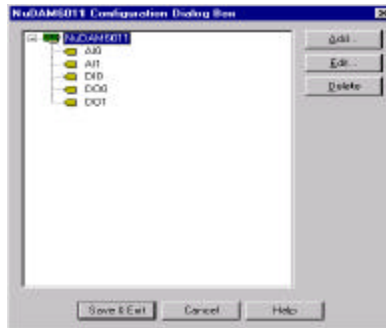 NuDAM6011 Configuration Dialog Box
NuDAM6011
AI0
AI1
DI0
DO0
DO1
Add...
Edit...
Delete
Save & Exit
Cancel
Help